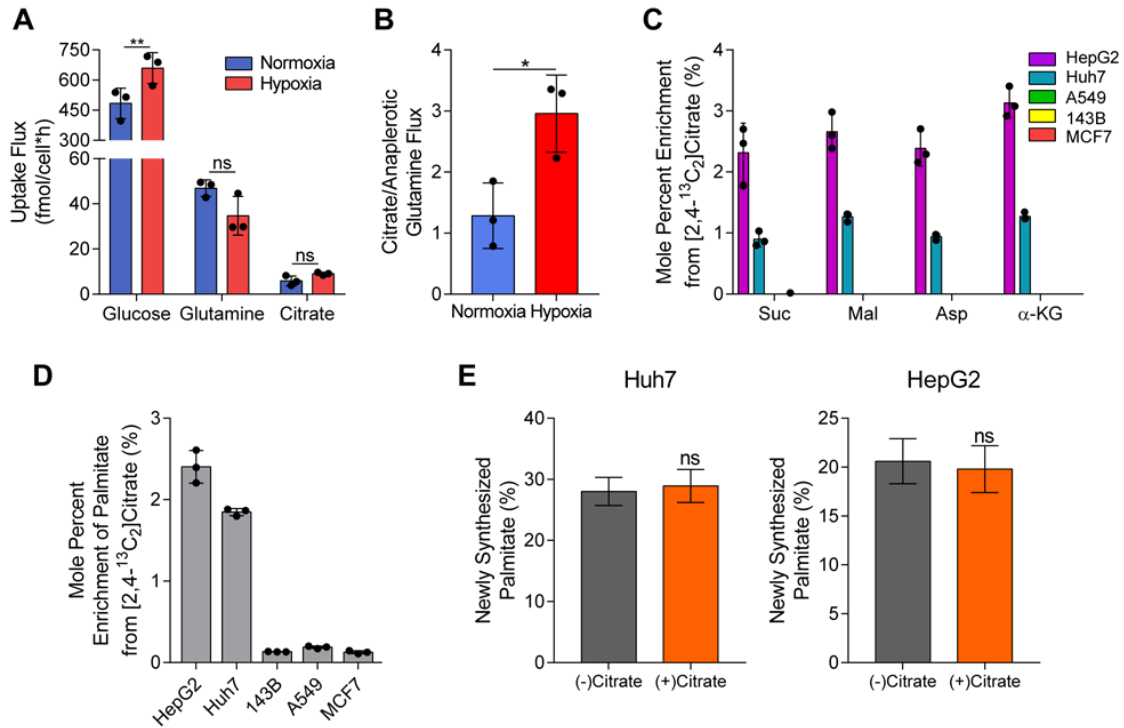 A
Uptake Flux
(fmol/cell*h)
750
600
450
300
60
40
20
0
**
ns
ns
Normoxia
Hypoxia
Glucose
Glutamine
Citrate
B
Citrate/Anaplerotic
Glutamine Flux
4
3
2
1
0
*
Normoxia
Hypoxia
C
Mole Percent Enrichment
from [2,4-¹³C₂]Citrate (%)
4
3
2
1
0
HepG2
Huh7
A549
143B
MCF7
Suc
Mal
Asp
α-KG
D
Mole Percent
Enrichment of Palmitate
from [2,4-¹³C₂]Citrate (%)
3
2
1
0
HepG2
Huh7
143B
A549
MCF7
E
Huh7
Newly Synthesized
Palmitate (%)
40
30
20
10
0
ns
(-)Citrate
(+)Citrate
HepG2
Newly Synthesized
Palmitate (%)
25
20
15
10
5
0
ns
(-)Citrate
(+)Citrate